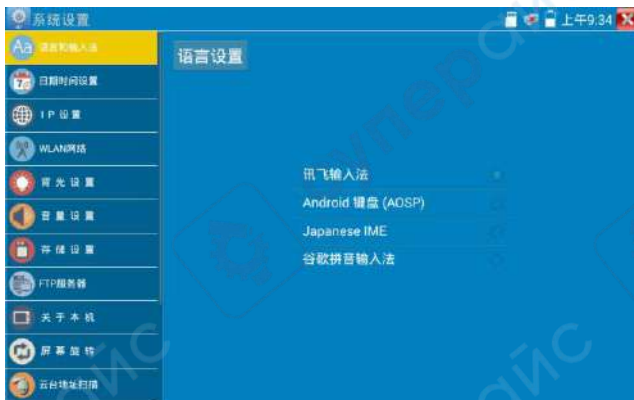 系统设置
上午9:34
Aa 语言和输入法
语言设置
7 日期时间设置
IP设置
WLAN网络
背光设置
音量设置
存储设置
FTP服务器
关于本机
屏幕旋转
云台地址扫描
讯飞输入法
Android 键盘 (AOSP)
Japanese IME
谷歌拼音输入法